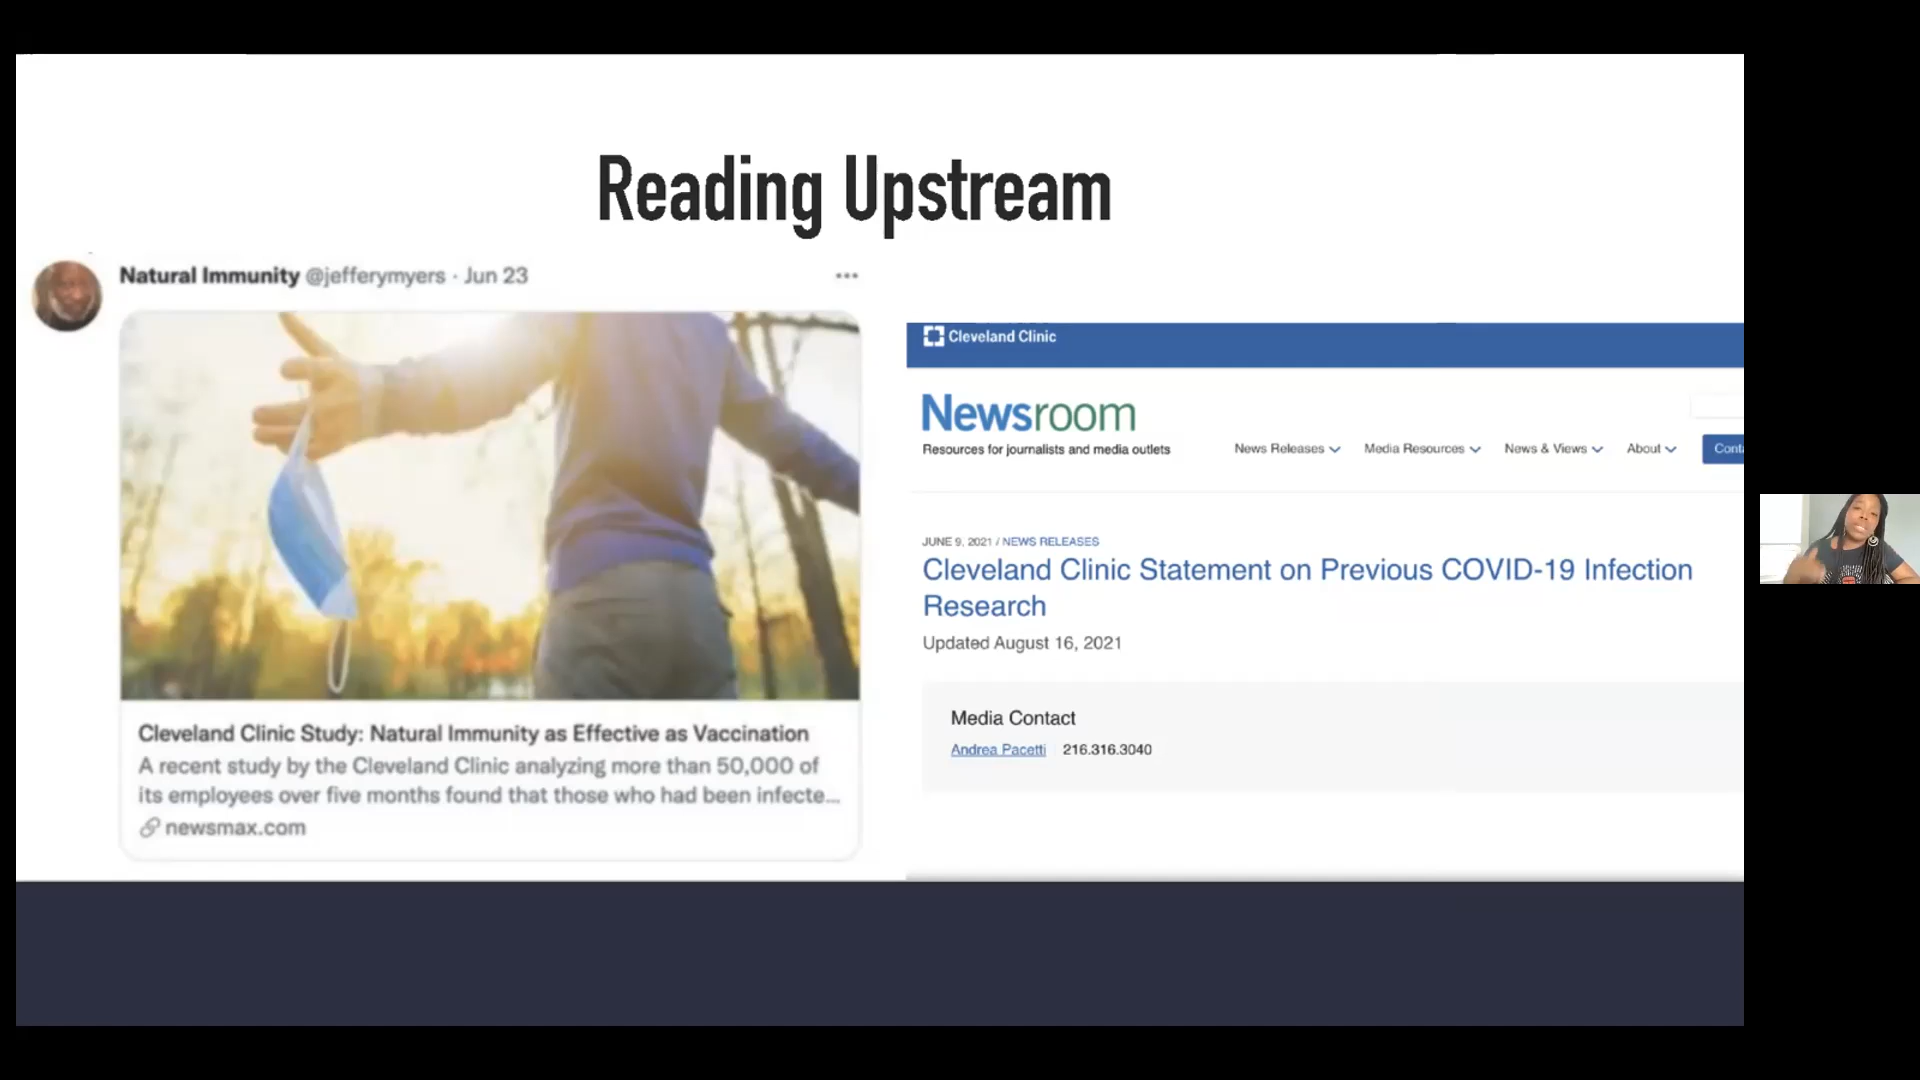 Reading Upstream
Natural Immunity @jefferymyers · Jun 23
Cleveland Clinic Study: Natural Immunity as Effective as Vaccination
A recent study by the Cleveland Clinic analyzing more than 50,000 of
its employees over five months found that those who had been infecte...
newsmax.com
Cleveland Clinic
Newsroom
Resources for journalists and media outlets
News Releases Media Resources News & Views About Conta
JUNE 9, 2021 / NEWS RELEASES
Cleveland Clinic Statement on Previous COVID-19 Infection
Research
Updated August 16, 2021
Media Contact
Andrea Pacetti 216.316.3040